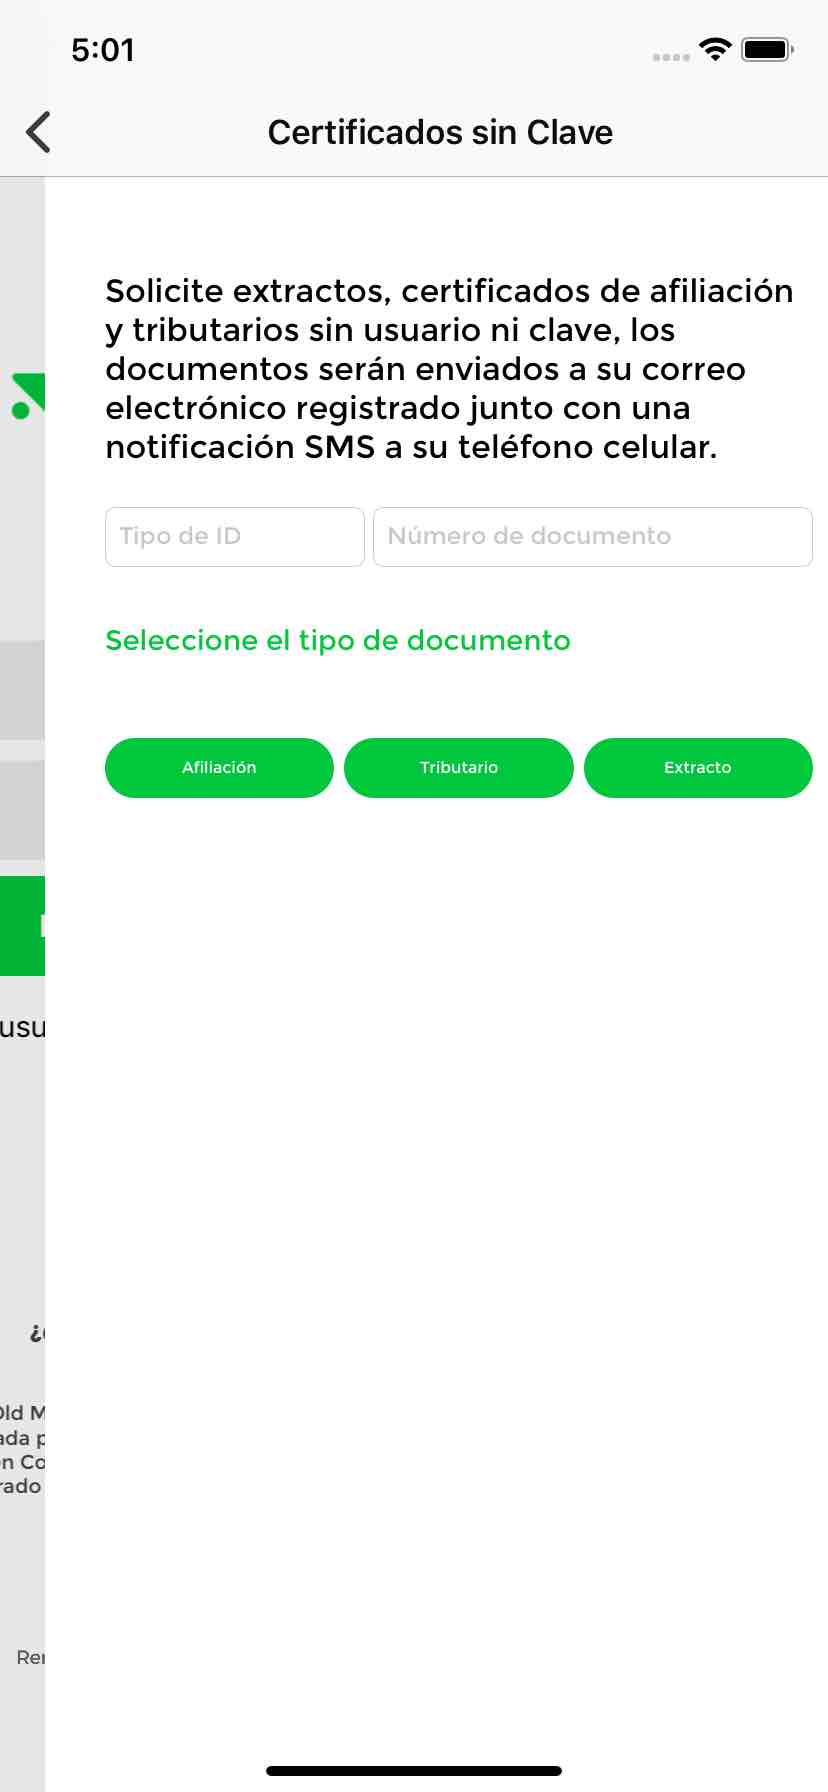 5:01
Certificados sin Clave
Solicite extractos, certificados de afiliación
y tributarios sin usuario ni clave, los
documentos serán enviados a su correo
electrónico registrado junto con una
notificación SMS a su teléfono celular.
Tipo de ID
Número de documento
Seleccione el tipo de documento
Afiliación
Tributario
Extracto
usu
Old M
ada p
en Co
rado
Rer